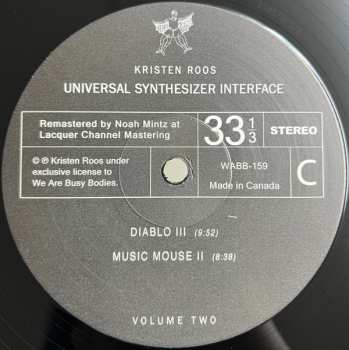 KRISTEN ROOS
UNIVERSAL SYNTHESIZER INTERFACE
Remastered by Noah Mintz at
Lacquer Channel Mastering
33 1/3
STEREO
© ℗ Kristen Roos under
exclusive license to
We Are Busy Bodies.
WABB-159
Made in Canada
C
DIABLO III (9:52)
MUSIC MOUSE II (8:38)
VOLUME TWO